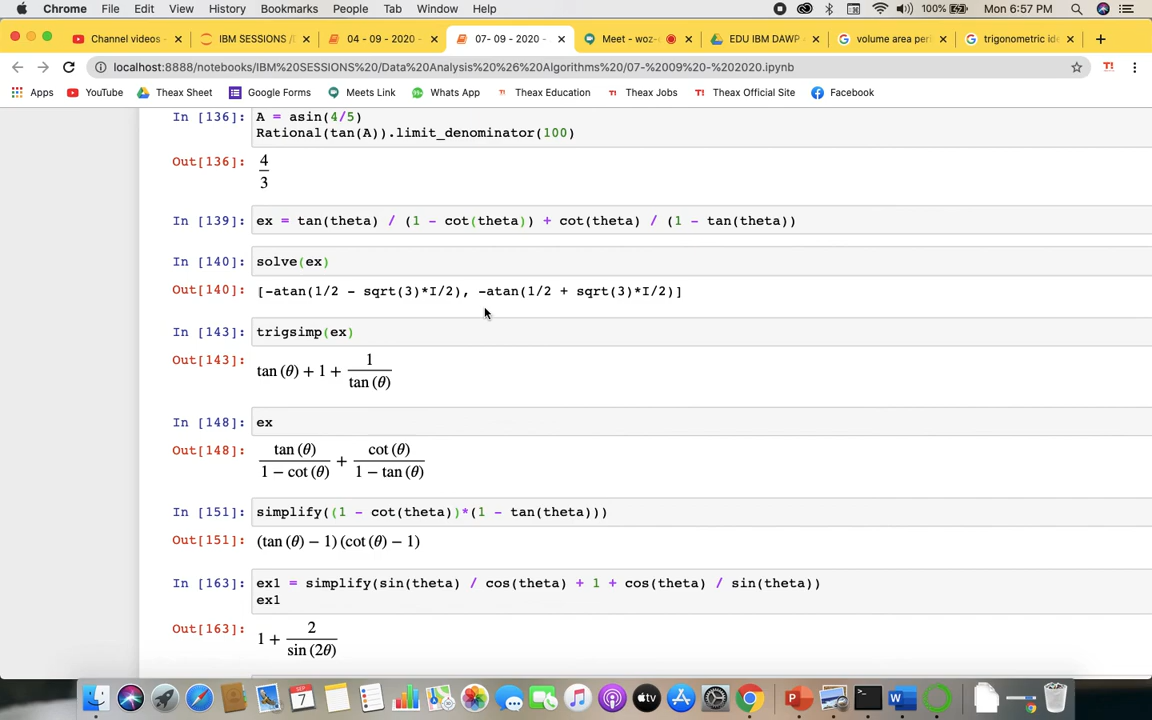 Chrome File Edit View History Bookmarks People Tab Window Help 100% Mon 6:57 PM
Channel videos - IBM SESSIONS / 04 - 09 - 2020 - 07- 09 - 2020 - Meet - woz- EDU IBM DAWP volume area peri trigonometric ide
localhost:8888/notebooks/IBM%20SESSIONS%20/Data%20Analysis%20%26%20Algorithms%20/07-%2009%20-%202020.ipynb T!
Apps YouTube Theax Sheet Google Forms Meets Link Whats App Theax Education Theax Jobs Theax Official Site Facebook
In [136]: A = asin(4/5)
Rational(tan(A)).limit_denominator(100)
Out[136]: 4
3
In [139]: ex = tan(theta) / (1 - cot(theta)) + cot(theta) / (1 - tan(theta))
In [140]: solve(ex)
Out[140]: [-atan(1/2 - sqrt(3)*I/2), -atan(1/2 + sqrt(3)*I/2)]
In [143]: trigsimp(ex)
Out[143]: tan (θ) + 1 + 1
tan (θ)
In [148]: ex
Out[148]: tan (θ) + cot (θ)
1 − cot (θ) 1 − tan (θ)
In [151]: simplify((1 - cot(theta))*(1 - tan(theta)))
Out[151]: (tan (θ) − 1) (cot (θ) − 1)
In [163]: ex1 = simplify(sin(theta) / cos(theta) + 1 + cos(theta) / sin(theta))
ex1
Out[163]: 1 + 2
sin (2θ)
SEP
7